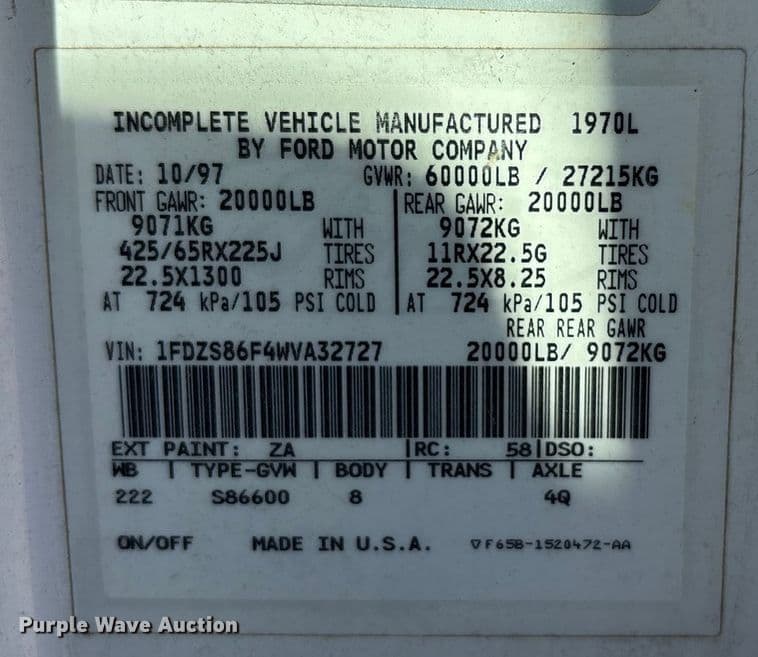 INCOMPLETE VEHICLE MANUFACTURED 1970L
BY FORD MOTOR COMPANY
DATE: 10/97 GVWR: 60000LB / 27215KG
FRONT GAWR: 20000LB REAR GAWR: 20000LB
9071KG WITH 9072KG WITH
425/65RX225J TIRES 11RX22.5G TIRES
22.5X1300 RIMS 22.5X8.25 RIMS
AT 724 kPa/105 PSI COLD AT 724 kPa/105 PSI COLD
REAR REAR GAWR
VIN: 1FDZS86F4WVA32727 20000LB/ 9072KG
EXT PAINT: ZA RC: 58 DSO:
WB TYPE-GVW BODY TRANS AXLE
222 S86600 8 4Q
ON/OFF MADE IN U.S.A. ▽F65B-1520472-AA
Purple Wave Auction